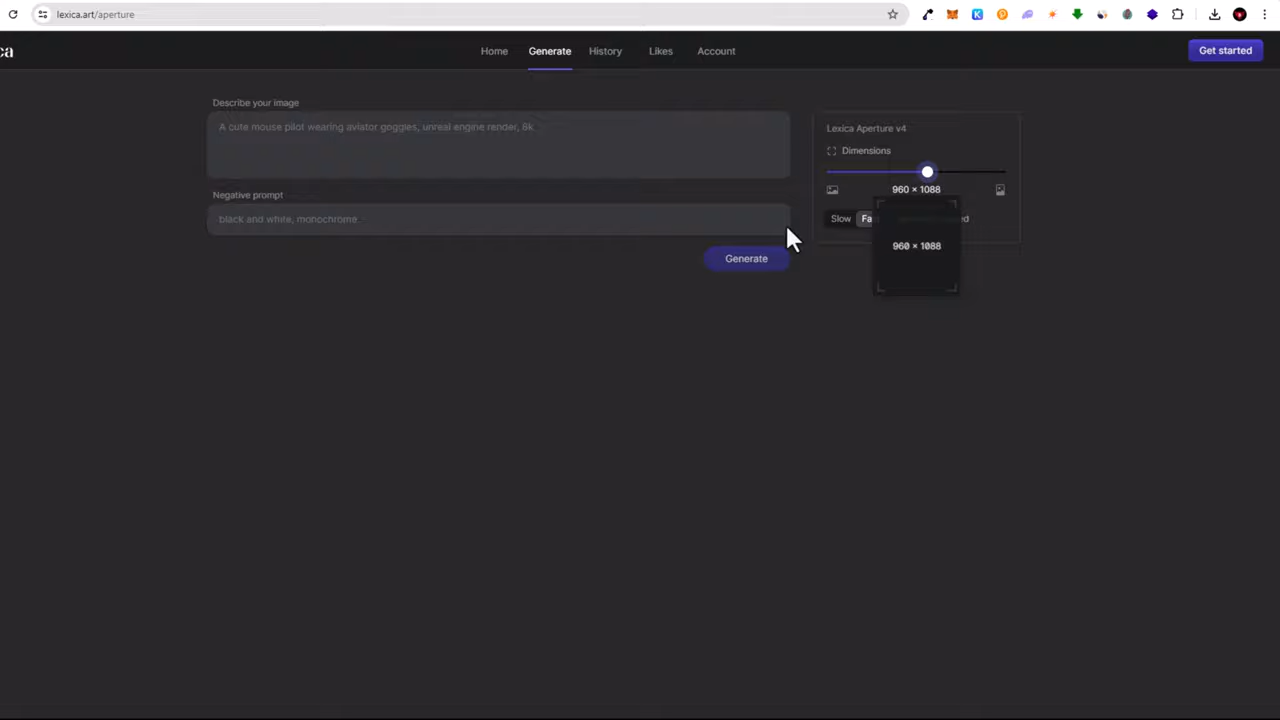 lexica.art/aperture
ca
Home
Generate
History
Likes
Account
Get started
Describe your image
A cute mouse pilot wearing aviator goggles, unreal engine render, 8k
Negative prompt
black and white, monochrome.
Generate
Lexica Aperture v4
Dimensions
960 × 1088
Slow
Fa
960 × 1088